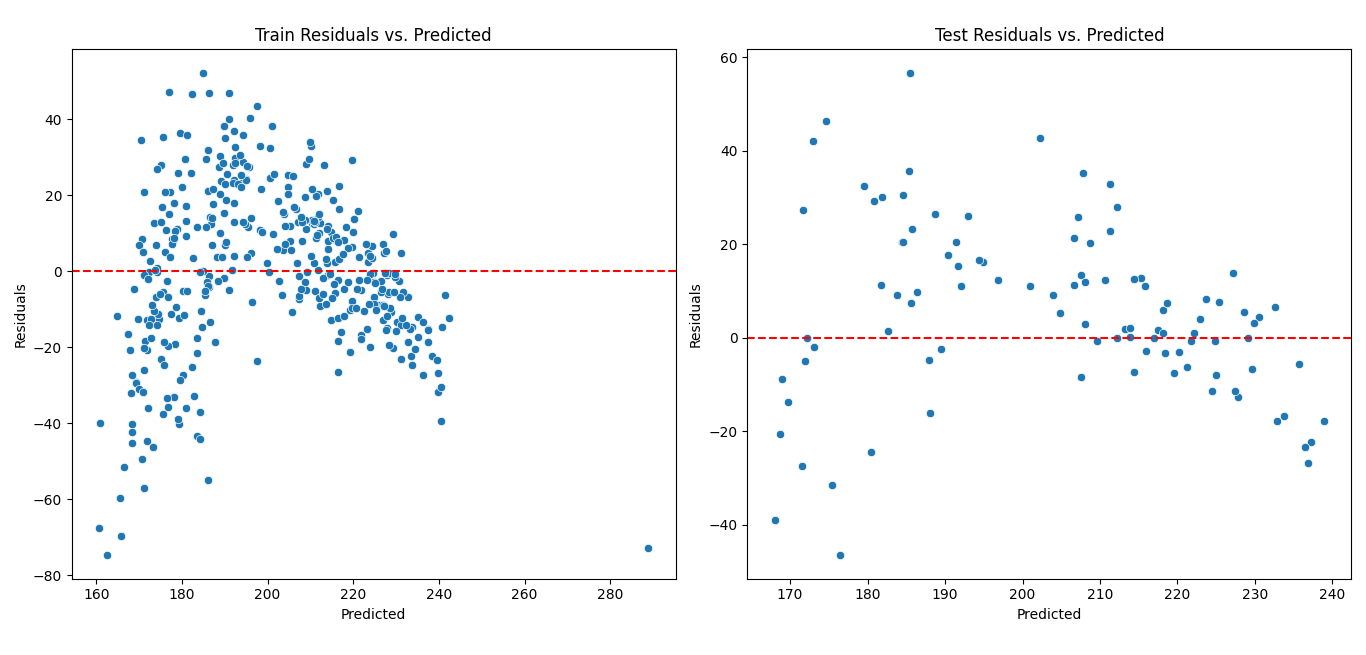 Train Residuals vs. Predicted
Residuals
40
20
0
−20
−40
−60
−80
160 180 200 220 240 260 280
Predicted
Test Residuals vs. Predicted
Residuals
60
40
20
0
−20
−40
170 180 190 200 210 220 230 240
Predicted